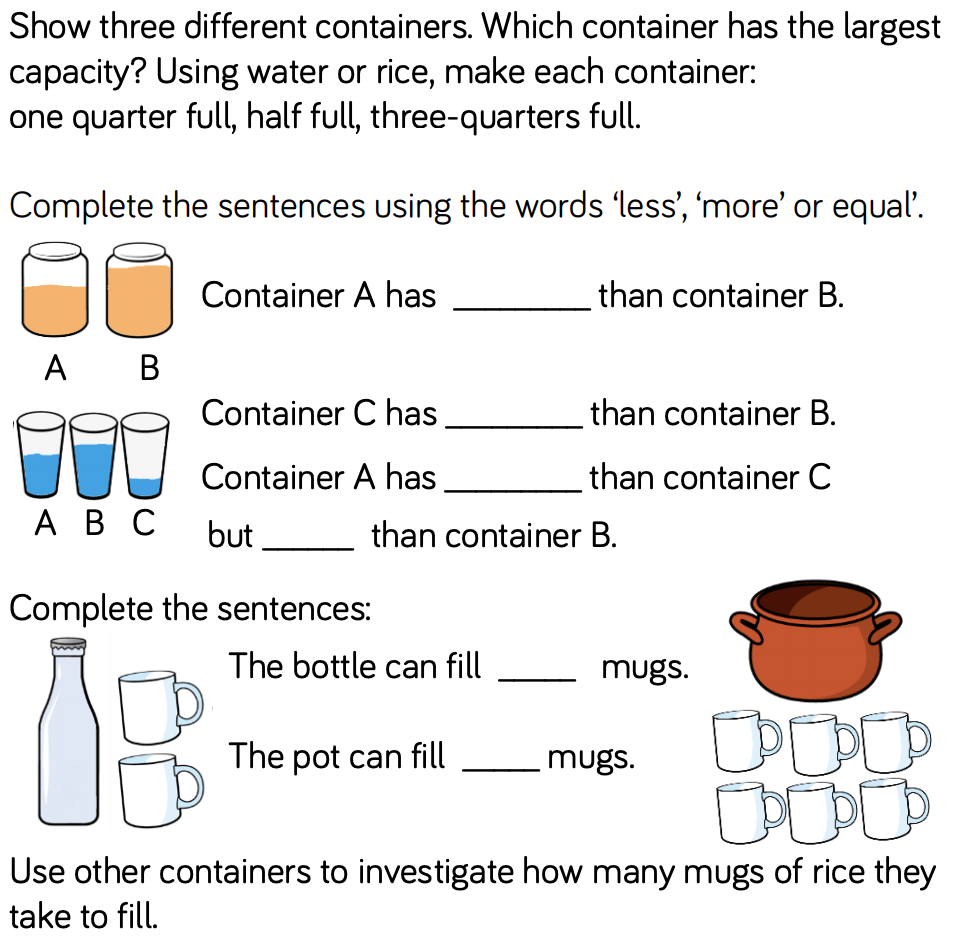 Show three different containers. Which container has the largest
capacity? Using water or rice, make each container:
one quarter full, half full, three-quarters full.
Complete the sentences using the words ‘less’, ‘more’ or equal’.
Container A has ________ than container B.
A B
Container C has ________ than container B.
Container A has ________ than container C
A B C
but _____ than container B.
Complete the sentences:
The bottle can fill _____ mugs.
The pot can fill _____ mugs.
Use other containers to investigate how many mugs of rice they
take to fill.